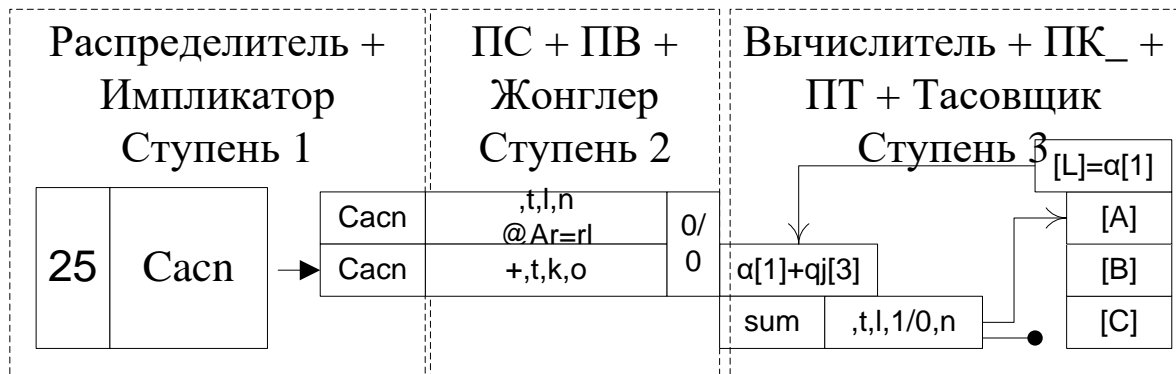 Распределитель +
Импликатор
Ступень 1
ПС + ПВ +
Жонглер
Ступень 2
Вычислитель + ПК_ +
ПТ + Тасовщик
Ступень 3
25
Cacn
Cacn
,t,l,n
@Ar=rl
Cacn
+,t,k,o
0/
0
[L]=α[1]
α[1]+qj[3]
sum
,t,l,1/0,n
[A]
[B]
[C]